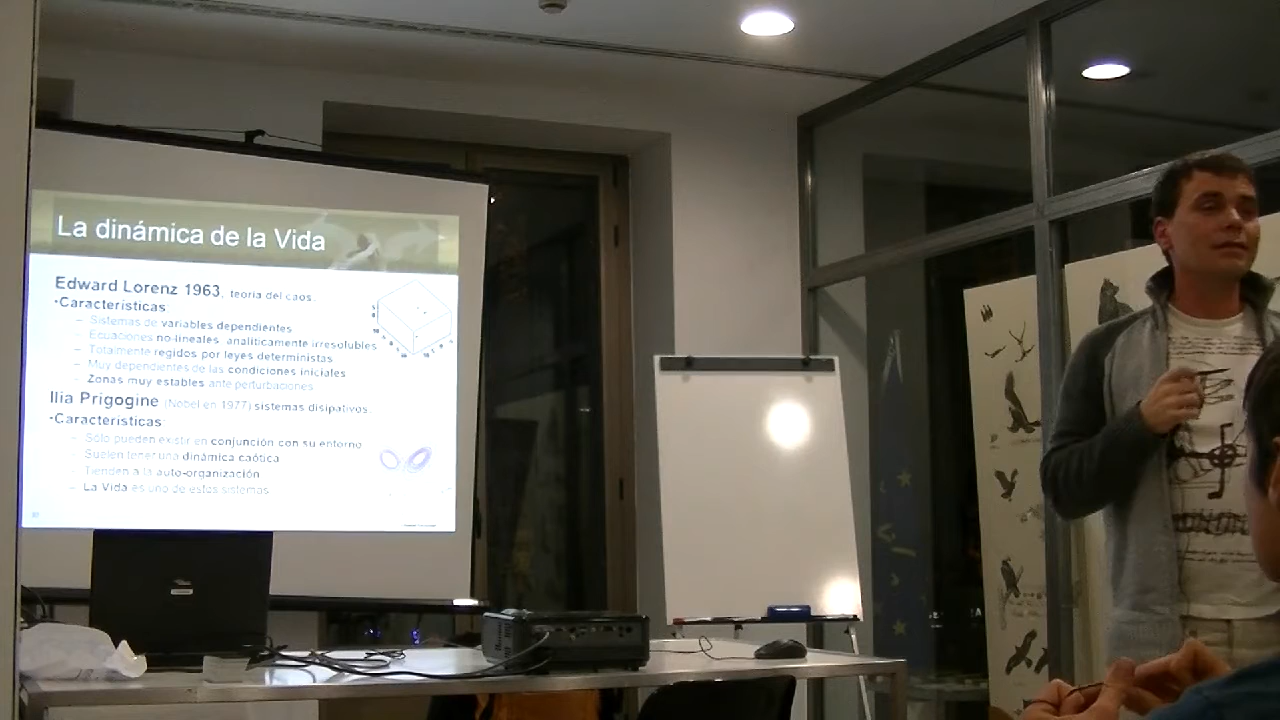 La dinámica de la Vida
Edward Lorenz 1963, teoría del caos.
•Características:
– Sistemas de variables dependientes
– Ecuaciones no-lineales analíticamente irresolubles
– Totalmente regidos por leyes deterministas
– Muy dependientes de las condiciones iniciales
– Zonas muy estables ante perturbaciones
Ilia Prigogine (Nobel en 1977) sistemas disipativos.
•Características:
– Solo pueden existir en conjunción con su entorno
– Suelen tener una dinámica caótica
– Tienden a la auto-organización
– La Vida es uno de estos sistemas